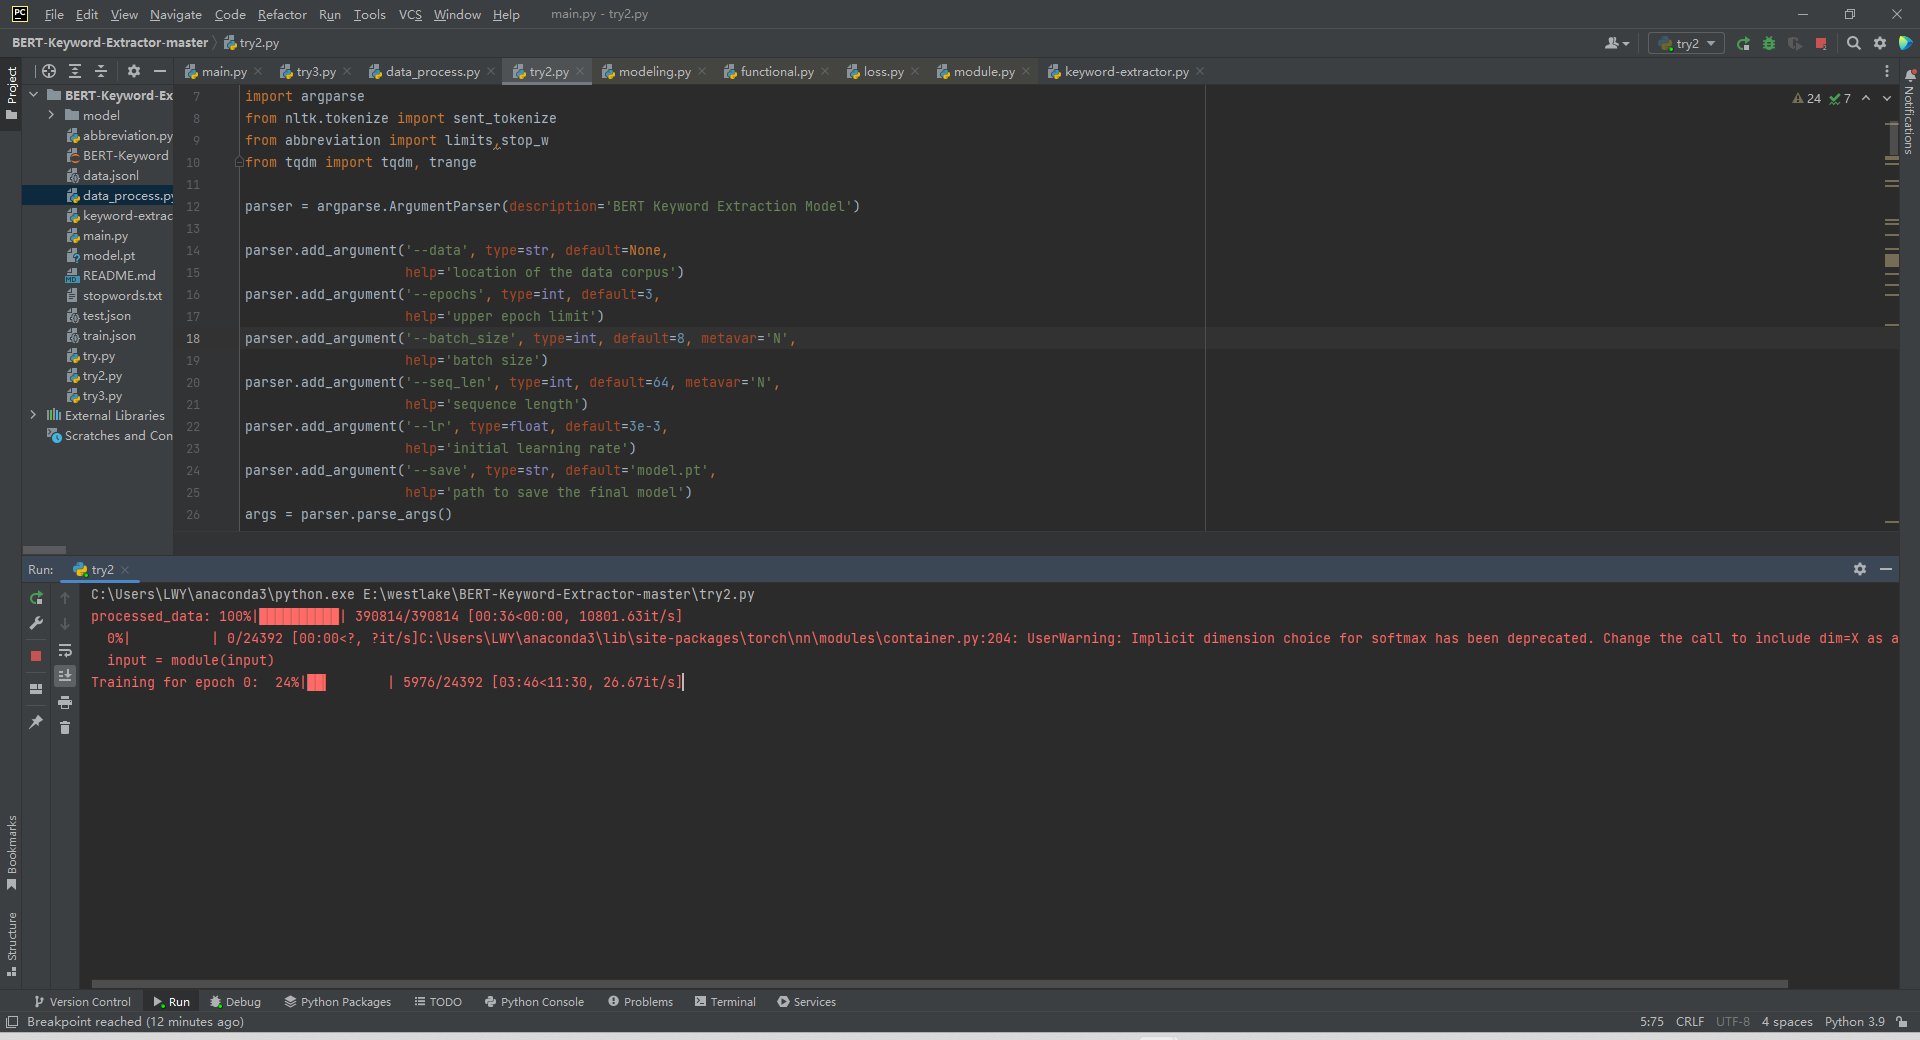 PC File Edit View Navigate Code Refactor Run Tools VCS Window Help main.py - try2.py
BERT-Keyword-Extractor-master try2.py try2
main.py try3.py data_process.py try2.py modeling.py functional.py loss.py module.py keyword-extractor.py
Project
Notifications
BERT-Keyword-Ex
model
abbreviation.py
BERT-Keyword
data.jsonl
data_process.py
keyword-extrac
main.py
model.pt
README.md
stopwords.txt
test.json
train.json
try.py
try2.py
try3.py
External Libraries
Scratches and Con
24 7
7 import argparse
8 from nltk.tokenize import sent_tokenize
9 from abbreviation import limits,stop_w
10 from tqdm import tqdm, trange
11
12 parser = argparse.ArgumentParser(description='BERT Keyword Extraction Model')
13
14 parser.add_argument('--data', type=str, default=None,
15 help='location of the data corpus')
16 parser.add_argument('--epochs', type=int, default=3,
17 help='upper epoch limit')
18 parser.add_argument('--batch_size', type=int, default=8, metavar='N',
19 help='batch size')
20 parser.add_argument('--seq_len', type=int, default=64, metavar='N',
21 help='sequence length')
22 parser.add_argument('--lr', type=float, default=3e-3,
23 help='initial learning rate')
24 parser.add_argument('--save', type=str, default='model.pt',
25 help='path to save the final model')
26 args = parser.parse_args()
Run: try2
C:\Users\LWY\anaconda3\python.exe E:\westlake\BERT-Keyword-Extractor-master\try2.py
processed_data: 100%|██████████| 390814/390814 [00:36<00:00, 10801.63it/s]
0%| | 0/24392 [00:00<?, ?it/s]C:\Users\LWY\anaconda3\lib\site-packages\torch\nn\modules\container.py:204: UserWarning: Implicit dimension choice for softmax has been deprecated. Change the call to include dim=X as a
input = module(input)
Training for epoch 0: 24%|██▍ | 5976/24392 [03:46<11:30, 26.67it/s]
Bookmarks
Structure
Version Control Run Debug Python Packages TODO Python Console Problems Terminal Services
Breakpoint reached (12 minutes ago) 5:75 CRLF UTF-8 4 spaces Python 3.9